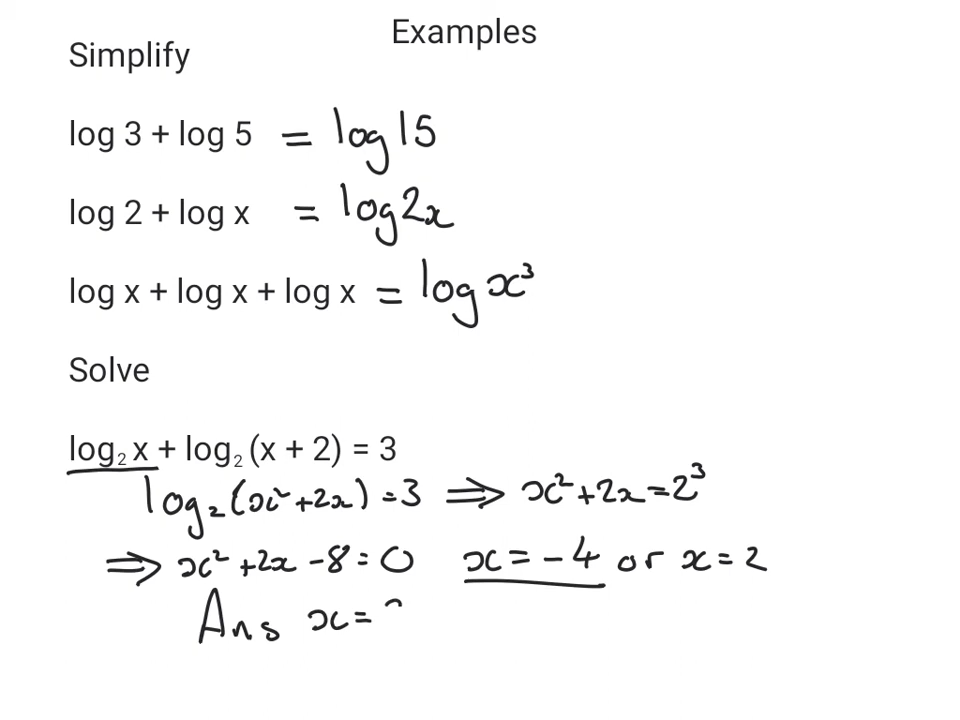 Examples
Simplify
log 3 + log 5 = log 15
log 2 + log x = log 2x
log x + log x + log x = log x³
Solve
log₂ x + log₂ (x + 2) = 3
log₂ (x² + 2x) = 3 ⇒ x² + 2x = 2³
⇒ x² + 2x - 8 = 0 x = - 4 or x = 2
Ans x =